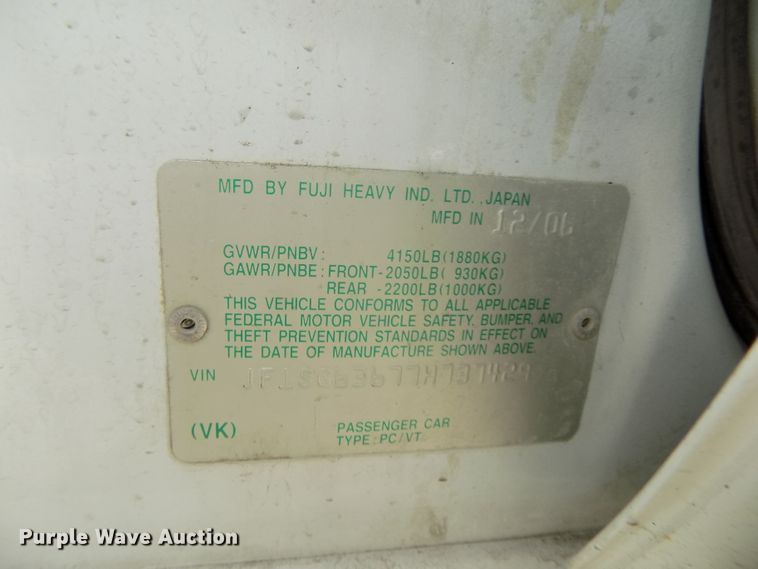 MFD BY FUJI HEAVY IND. LTD., JAPAN
MFD IN 12/06
GVWR/PNBV: 4150LB(1880KG)
GAWR/PNBE: FRONT-2050LB( 930KG)
REAR -2200LB(1000KG)
THIS VEHICLE CONFORMS TO ALL APPLICABLE
FEDERAL MOTOR VEHICLE SAFETY, BUMPER, AND
THEFT PREVENTION STANDARDS IN EFFECT ON
THE DATE OF MANUFACTURE SHOWN ABOVE.
VIN JF1SG63677H737429
(VK) PASSENGER CAR
TYPE: PC/VT
Purple Wave Auction